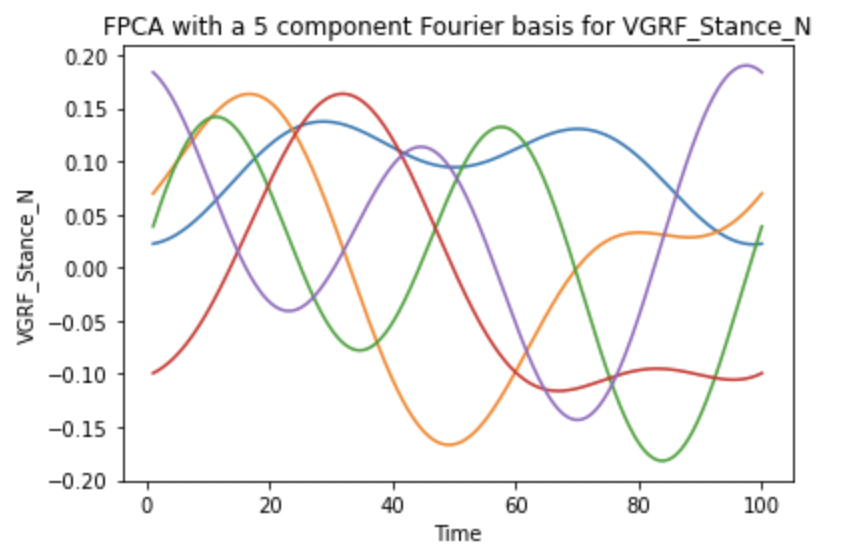 FPCA with a 5 component Fourier basis for VGRF_Stance_N
0.20
0.15
0.10
0.05
0.00
−0.05
−0.10
−0.15
−0.20
VGRF_Stance_N
0 20 40 60 80 100
Time